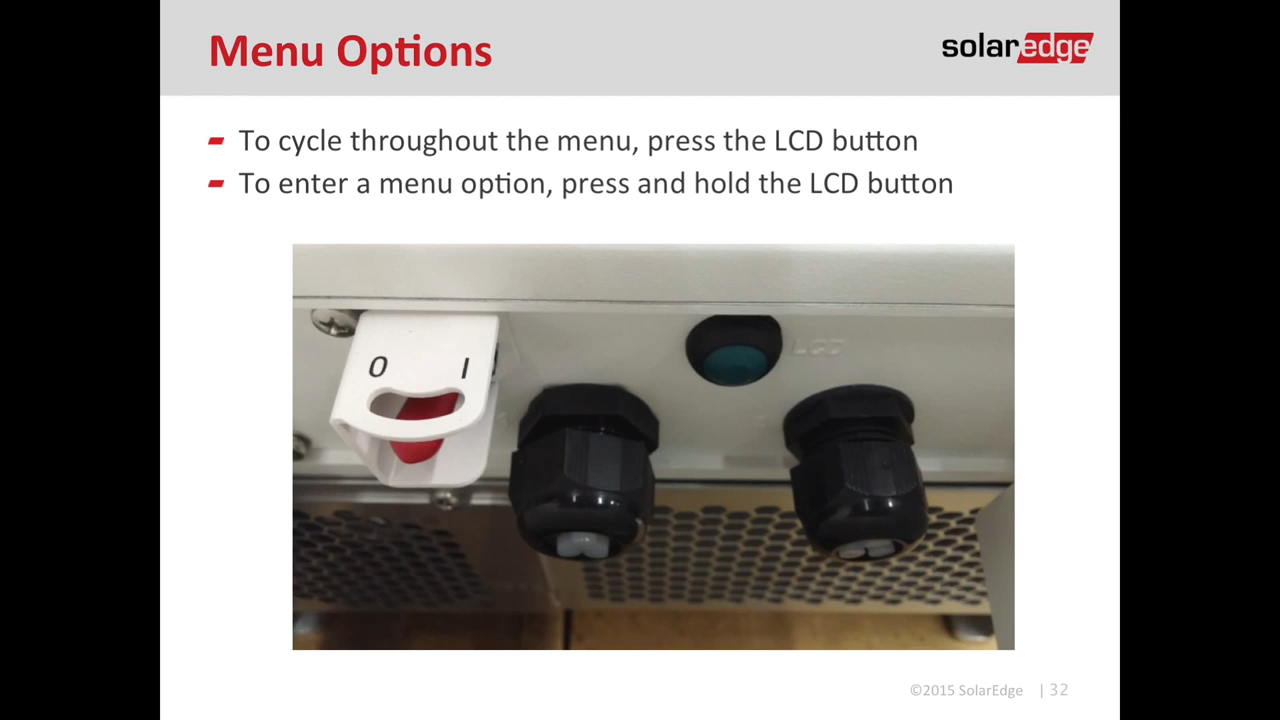 Menu Options
solaredge
To cycle throughout the menu, press the LCD button
To enter a menu option, press and hold the LCD button
O I
LCD
©2015 SolarEdge | 32